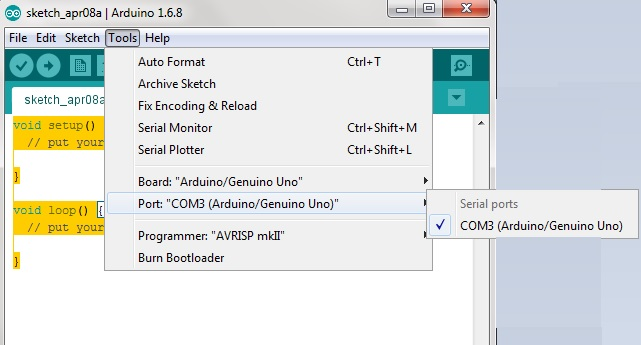 sketch_apr08a | Arduino 1.6.8
File Edit Sketch Tools Help
sketch_apr08a
void setup()
// put your
}
void loop() {
// put your
}
Auto Format Ctrl+T
Archive Sketch
Fix Encoding & Reload
Serial Monitor Ctrl+Shift+M
Serial Plotter Ctrl+Shift+L
Board: "Arduino/Genuino Uno"
Port: "COM3 (Arduino/Genuino Uno)"
Programmer: "AVRISP mkII"
Burn Bootloader
Serial ports
COM3 (Arduino/Genuino Uno)